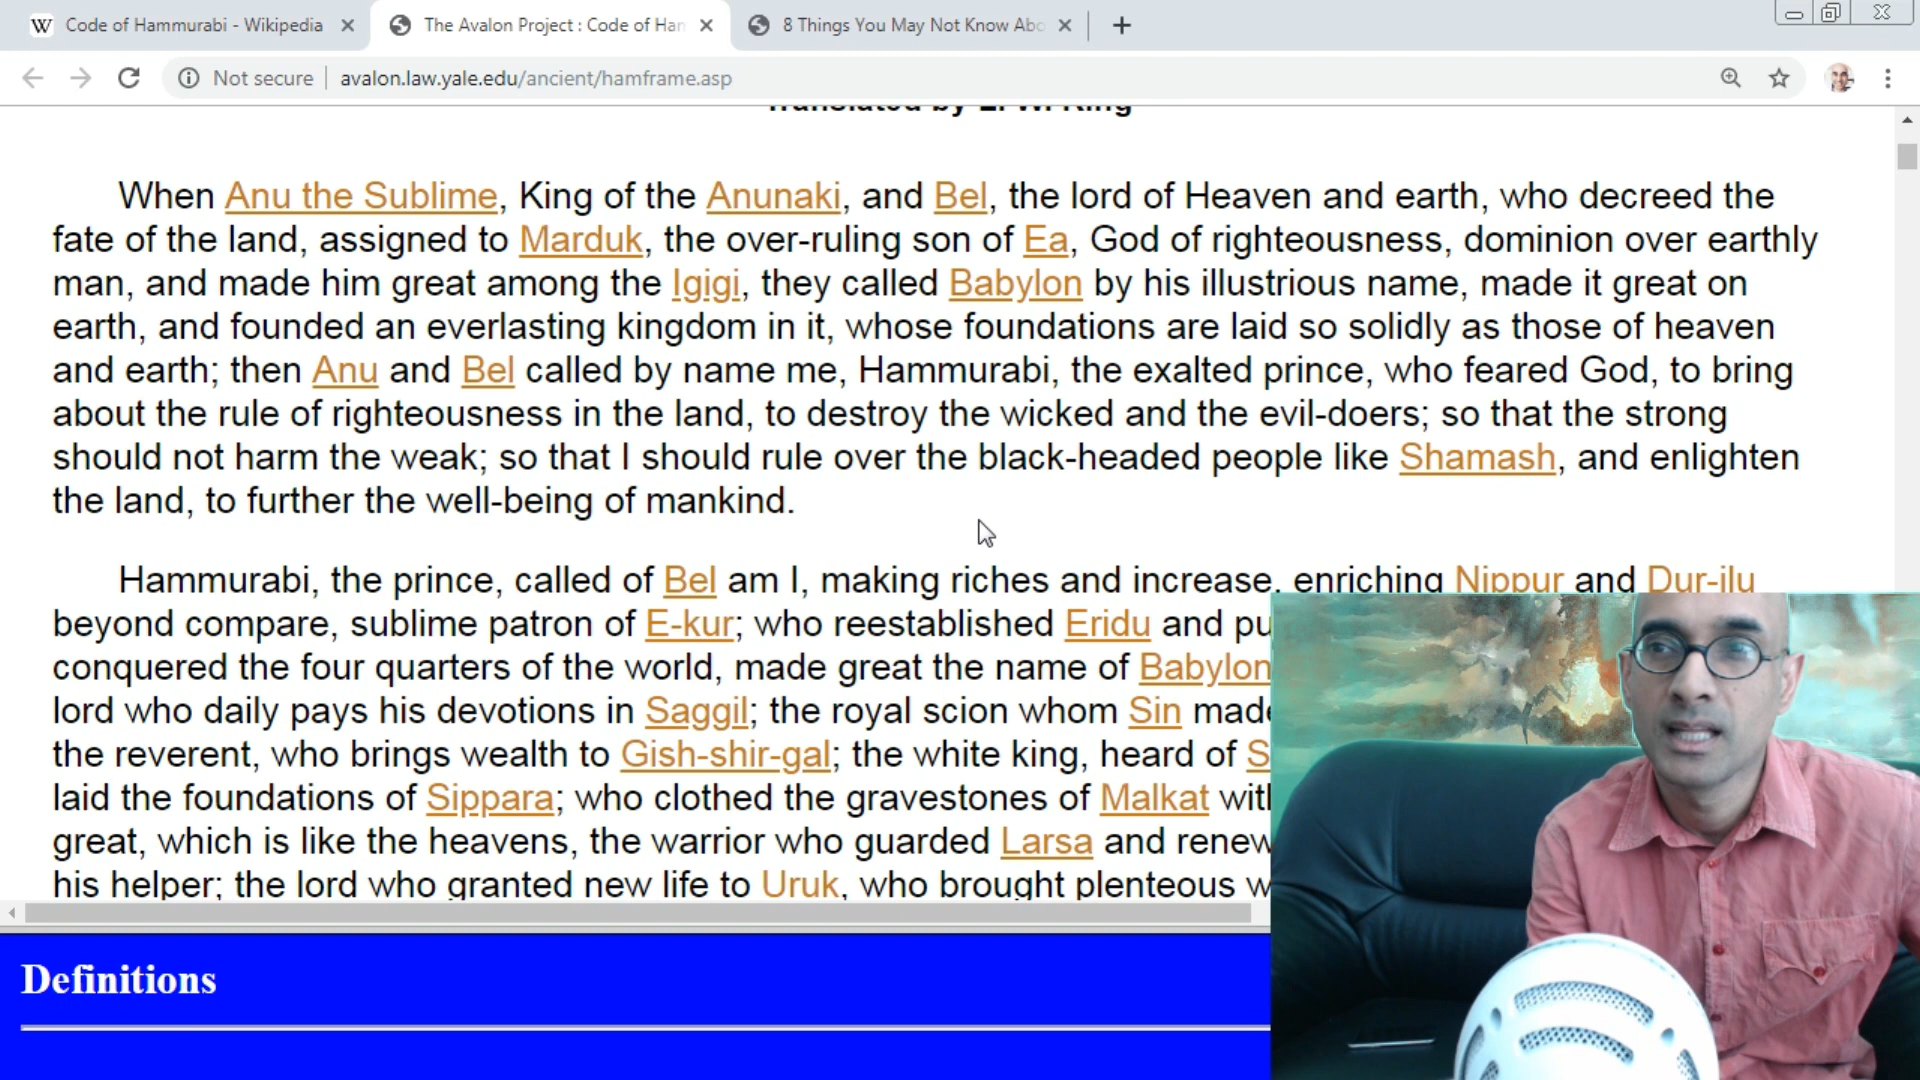 Code of Hammurabi - Wikipedia
The Avalon Project : Code of Ham
8 Things You May Not Know Abo
Not secure
avalon.law.yale.edu/ancient/hamframe.asp
Translated by L. W. King
When Anu the Sublime, King of the Anunaki, and Bel, the lord of Heaven and earth, who decreed the
fate of the land, assigned to Marduk, the over-ruling son of Ea, God of righteousness, dominion over earthly
man, and made him great among the Igigi, they called Babylon by his illustrious name, made it great on
earth, and founded an everlasting kingdom in it, whose foundations are laid so solidly as those of heaven
and earth; then Anu and Bel called by name me, Hammurabi, the exalted prince, who feared God, to bring
about the rule of righteousness in the land, to destroy the wicked and the evil-doers; so that the strong
should not harm the weak; so that I should rule over the black-headed people like Shamash, and enlighten
the land, to further the well-being of mankind.
Hammurabi, the prince, called of Bel am I, making riches and increase, enriching Nippur and Dur-ilu
beyond compare, sublime patron of E-kur; who reestablished Eridu and pu
conquered the four quarters of the world, made great the name of Babylon
lord who daily pays his devotions in Saggil; the royal scion whom Sin made
the reverent, who brings wealth to Gish-shir-gal; the white king, heard of S
laid the foundations of Sippara; who clothed the gravestones of Malkat with
great, which is like the heavens, the warrior who guarded Larsa and renew
his helper; the lord who granted new life to Uruk, who brought plenteous w
Definitions